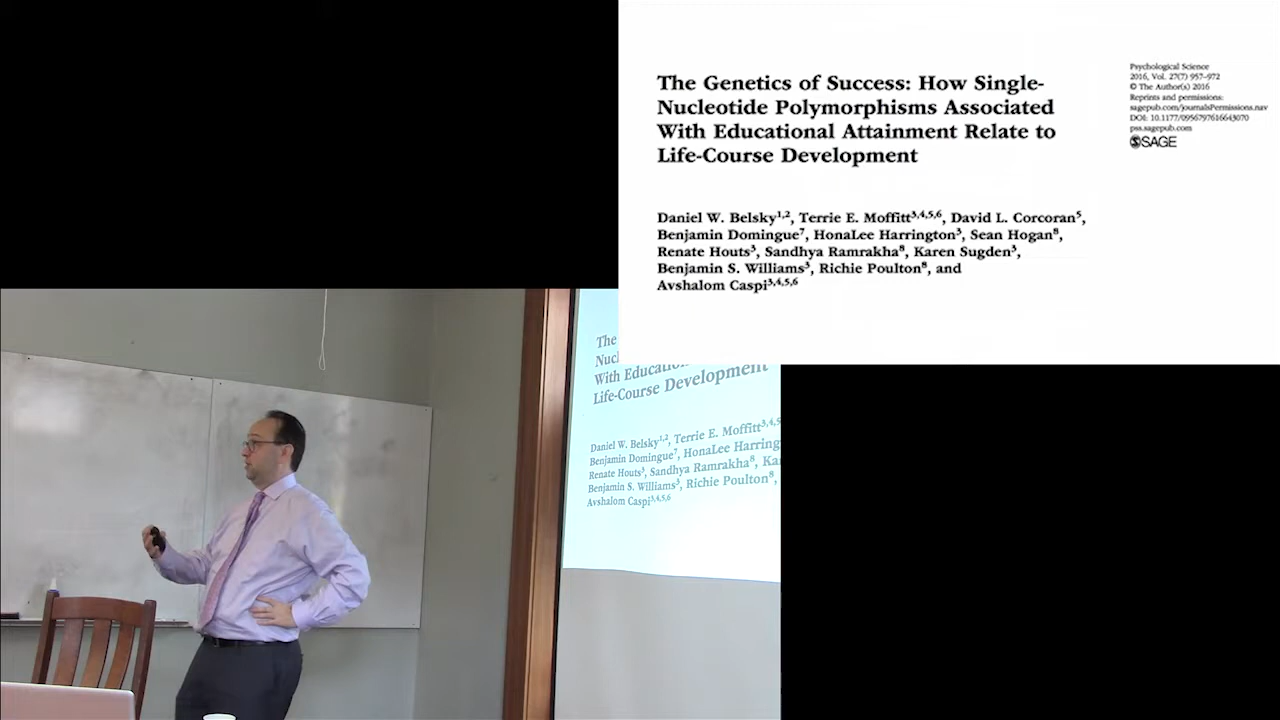 The Genetics of Success: How Single-
Nucleotide Polymorphisms Associated
With Educational Attainment Relate to
Life-Course Development
Psychological Science
2016, Vol. 27(7) 957–972
© The Author(s) 2016
Reprints and permissions:
sagepub.com/journalsPermissions.nav
DOI: 10.1177/0956797616643070
pss.sagepub.com
SAGE
Daniel W. Belsky1,2, Terrie E. Moffitt3,4,5,6, David L. Corcoran5,
Benjamin Domingue7, HonaLee Harrington3, Sean Hogan8,
Renate Houts3, Sandhya Ramrakha8, Karen Sugden3,
Benjamin S. Williams3, Richie Poulton8, and
Avshalom Caspi3,4,5,6
The
Nucl
With Education
Life-Course Development
Daniel W. Belsky1,2, Terrie E. Moffitt3,4,5
Benjamin Domingue7, HonaLee Harring
Renate Houts3, Sandhya Ramrakha8, Ka
Benjamin S. Williams3, Richie Poulton8,
Avshalom Caspi3,4,5,6